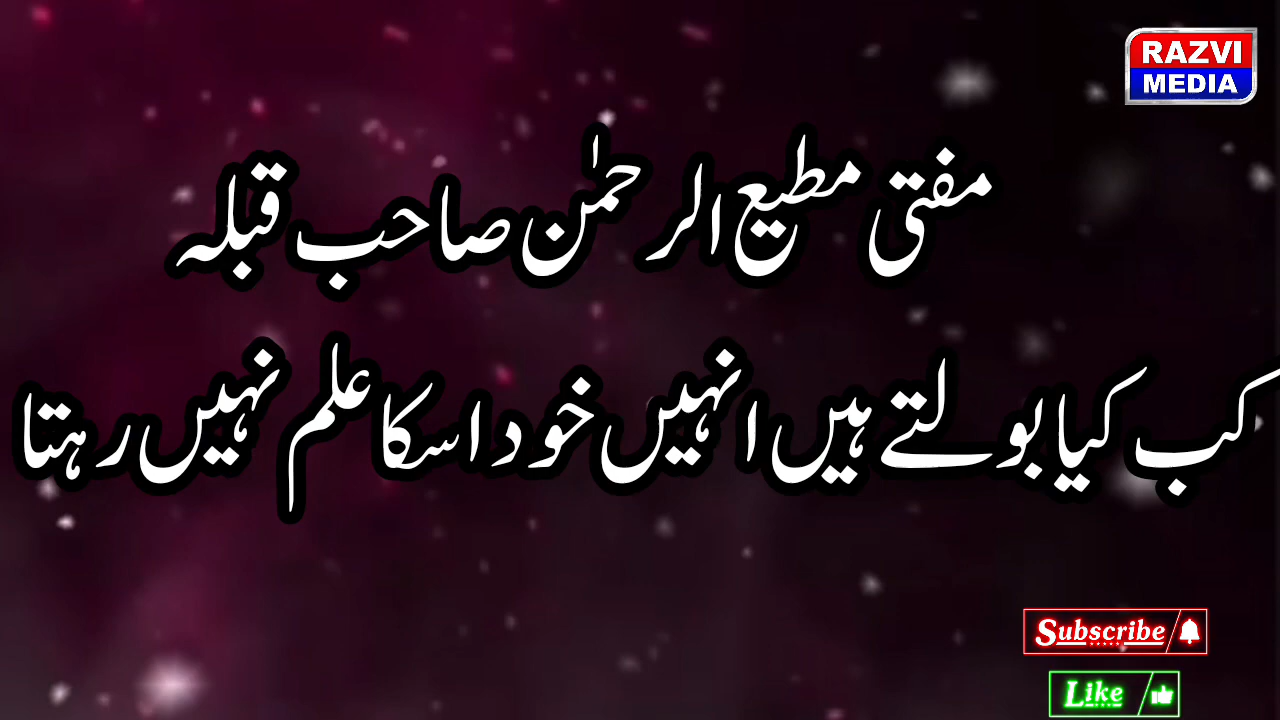 RAZVI
MEDIA
مفتی مطیع الرحمٰن صاحب قبلہ
کب کیا بولتے ہیں انہیں خود اسکا علم نہیں رہتا
Subscribe
Like